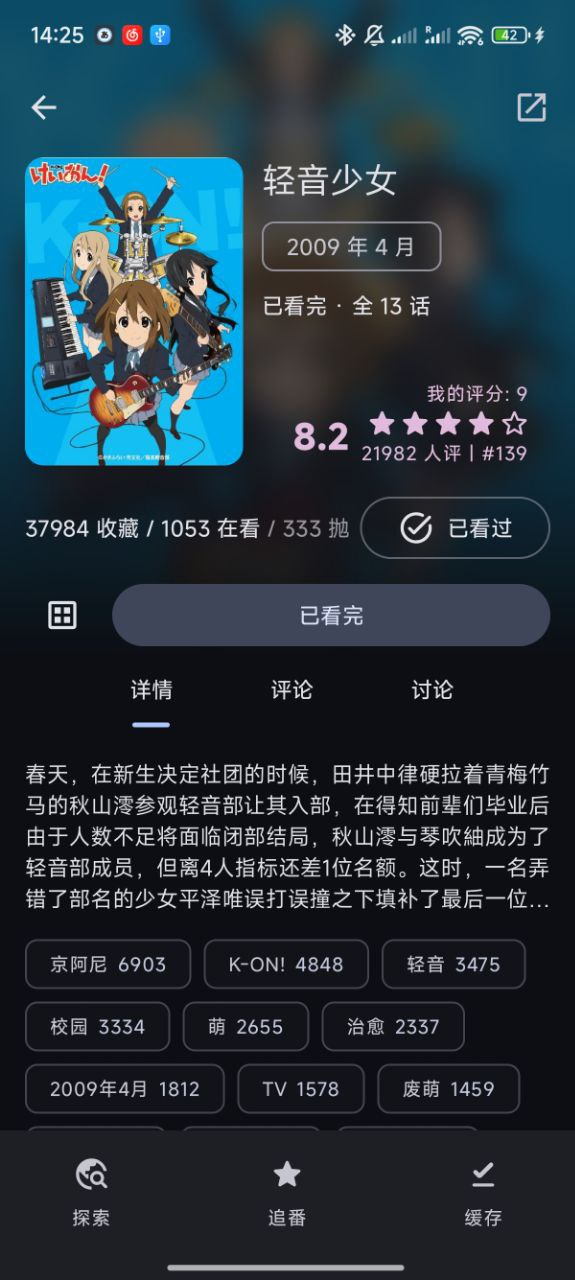 14:25
R
42
けいおん!
K-ON!
轻音少女
2009 年 4 月
已看完 · 全 13 话
我的评分: 9
8.2
21982 人评丨#139
37984 收藏 / 1053 在看 / 333 抛
已看过
已看完
详情
评论
讨论
春天，在新生决定社团的时候，田井中律硬拉着青梅竹
马的秋山澪参观轻音部让其入部，在得知前辈们毕业后
由于人数不足将面临闭部结局，秋山澪与琴吹紬成为了
轻音部成员，但离4人指标还差1位名额。这时，一名弄
错了部名的少女平泽唯误打误撞之下填补了最后一位...
京阿尼 6903
K-ON! 4848
轻音 3475
校园 3334
萌 2655
治愈 2337
2009年4月 1812
TV 1578
废萌 1459
探索
追番
缓存